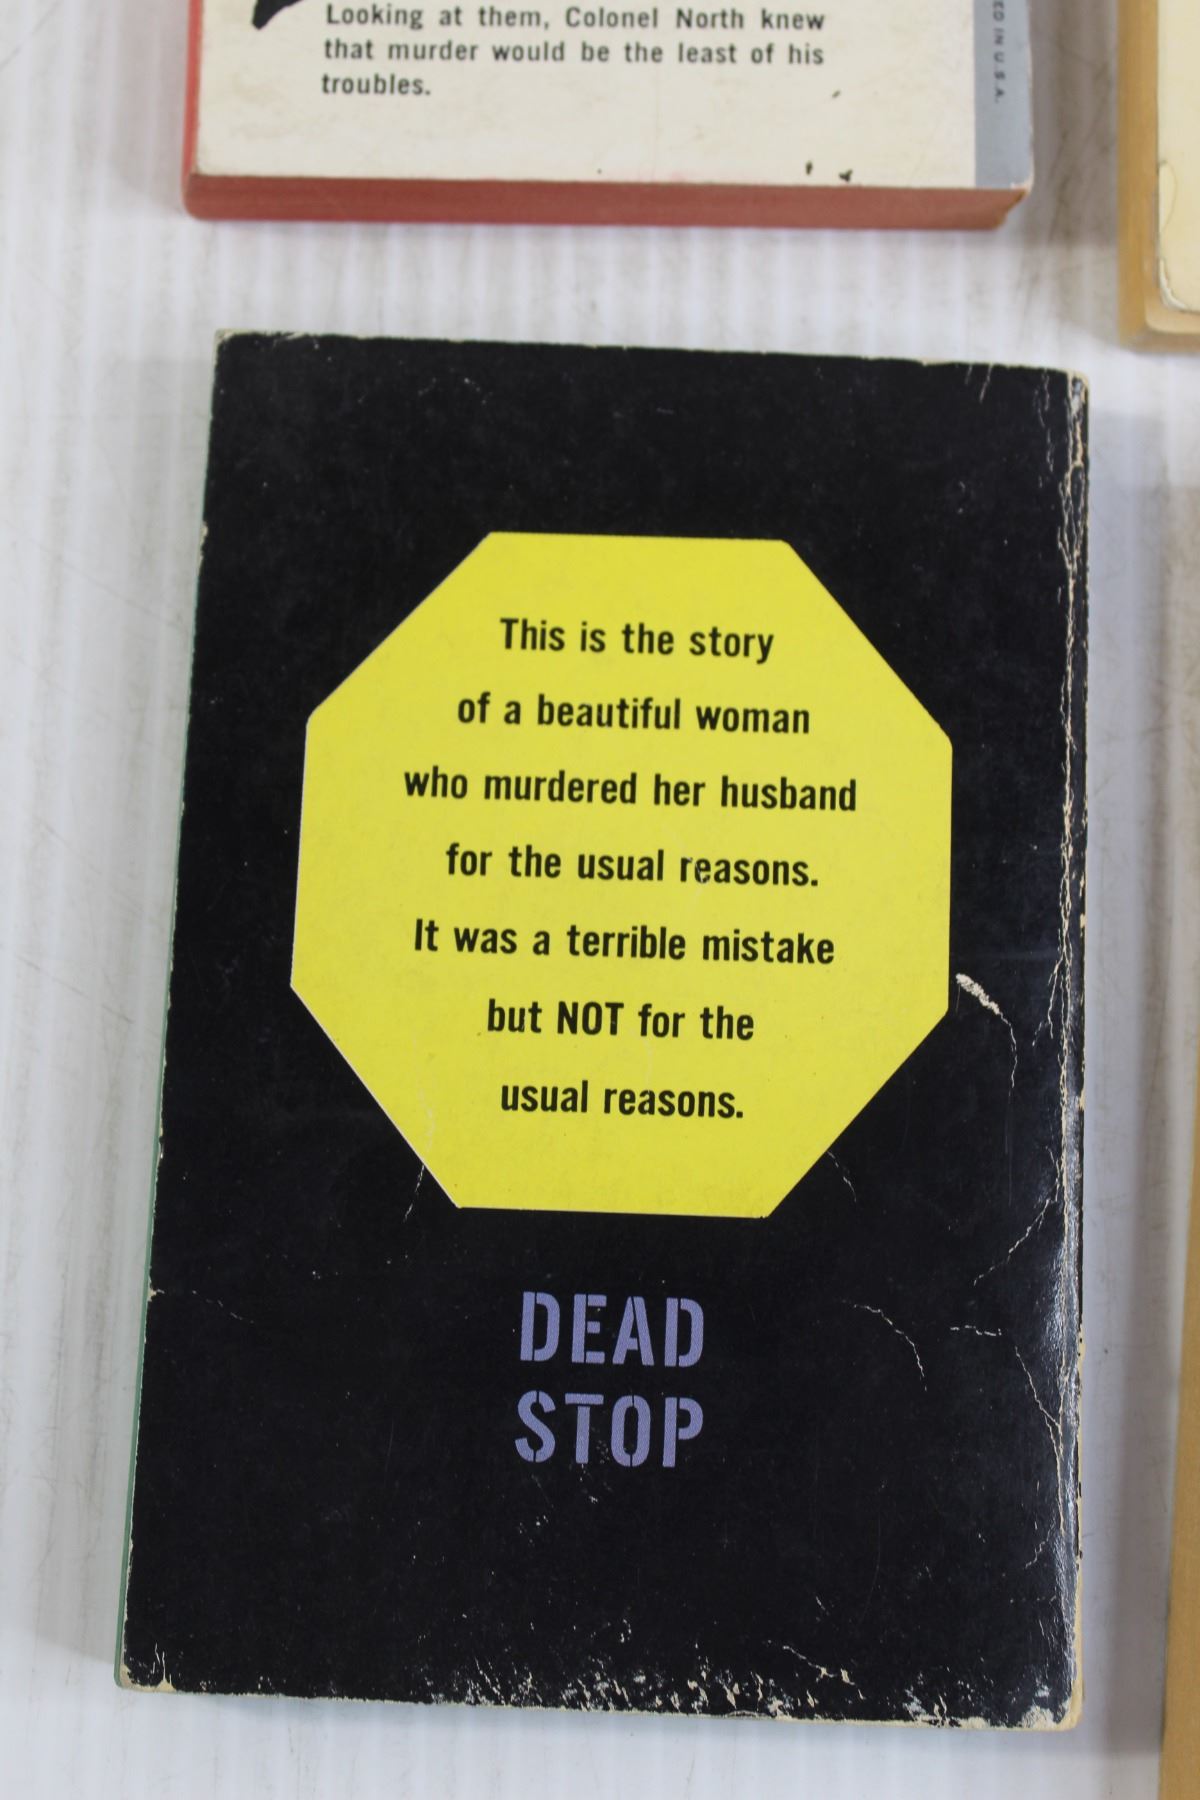 Looking at them, Colonel North knew
that murder would be the least of his
troubles.
ED IN U.S.A.
This is the story
of a beautiful woman
who murdered her husband
for the usual reasons.
It was a terrible mistake
but NOT for the
usual reasons.
DEAD
STOP